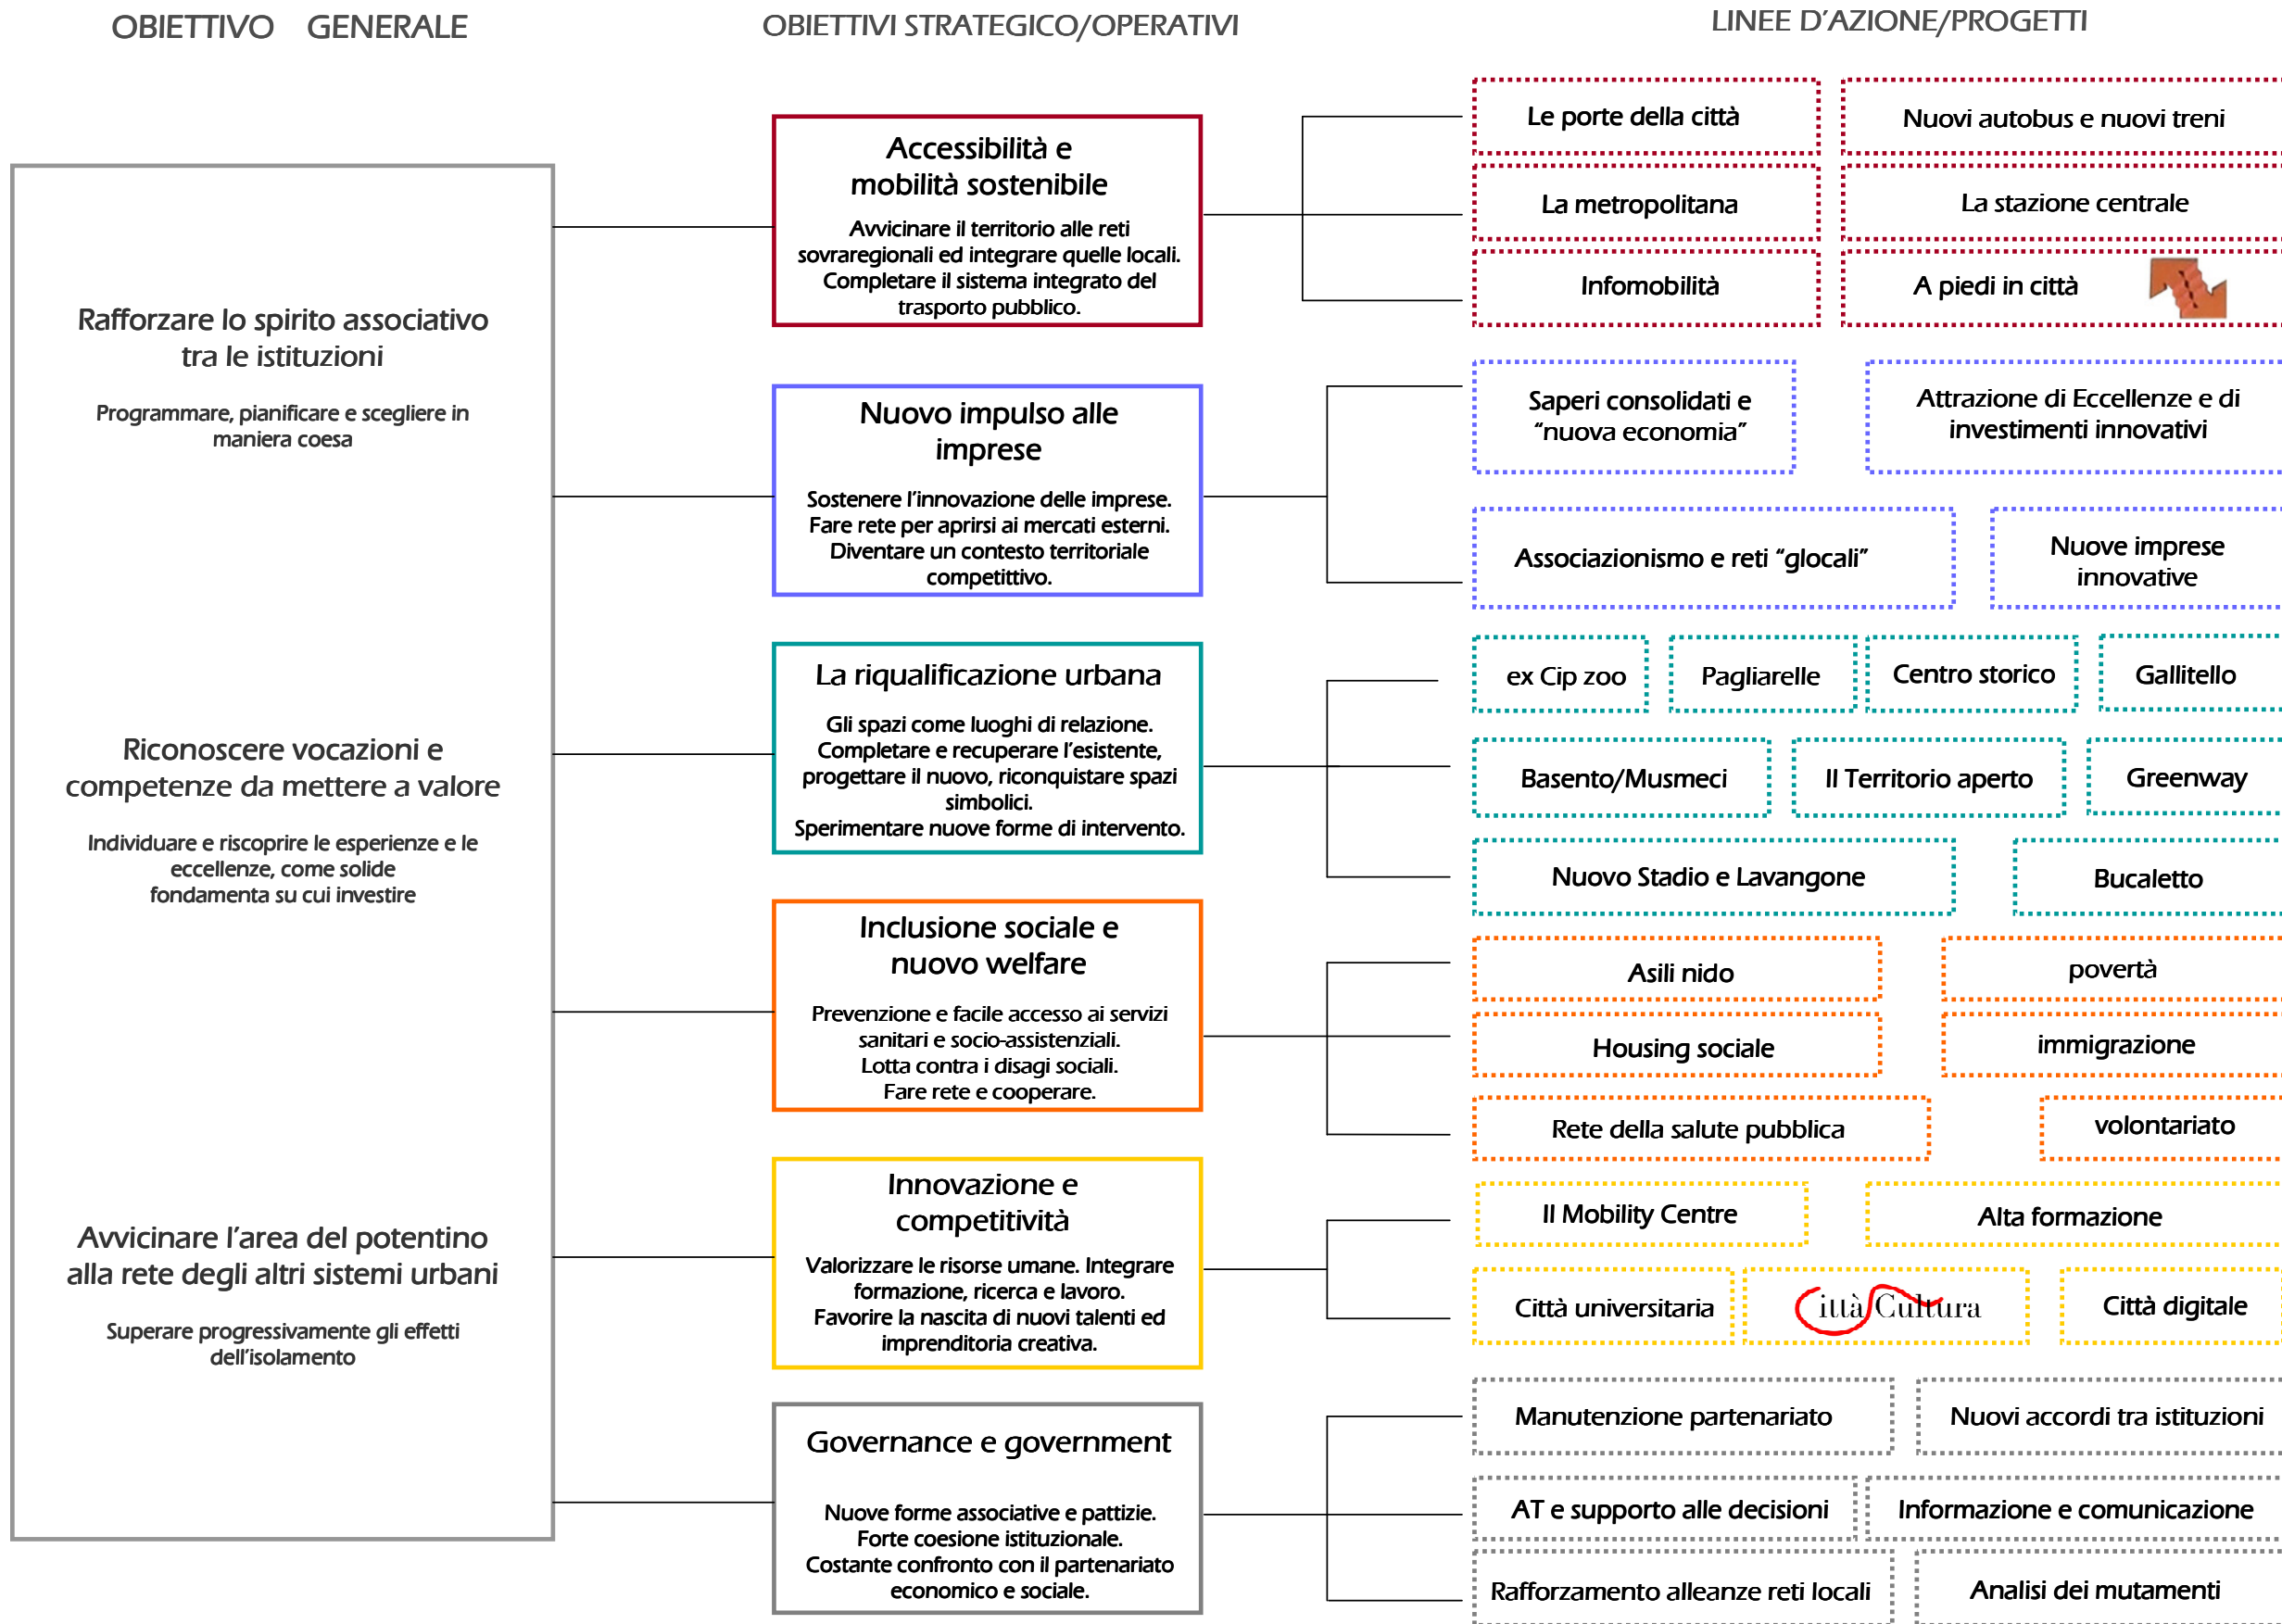 OBIETTIVO GENERALE
OBIETTIVI STRATEGICO/OPERATIVI
LINEE D'AZIONE/PROGETTI
Rafforzare lo spirito associativo
tra le istituzioni
Programmare, pianificare e scegliere in
maniera coesa
Riconoscere vocazioni e
competenze da mettere a valore
Individuare e riscoprire le esperienze e le
eccellenze, come solide
fondamenta su cui investire
Avvicinare l'area del potentino
alla rete degli altri sistemi urbani
Superare progressivamente gli effetti
dell'isolamento
Accessibilità e
mobilità sostenibile
Avvicinare il territorio alle reti
sovraregionali ed integrare quelle locali.
Completare il sistema integrato del
trasporto pubblico.
Le porte della città
Nuovi autobus e nuovi treni
La metropolitana
La stazione centrale
Infomobilità
A piedi in città
Nuovo impulso alle
imprese
Sostenere l'innovazione delle imprese.
Fare rete per aprirsi ai mercati esterni.
Diventare un contesto territoriale
competittivo.
Saperi consolidati e
"nuova economia"
Attrazione di Eccellenze e di
investimenti innovativi
Associazionismo e reti "glocali"
Nuove imprese
innovative
La riqualificazione urbana
Gli spazi come luoghi di relazione.
Completare e recuperare l'esistente,
progettare il nuovo, riconquistare spazi
simbolici.
Sperimentare nuove forme di intervento.
ex Cip zoo
Pagliarelle
Centro storico
Gallitello
Basento/Musmeci
Il Territorio aperto
Greenway
Nuovo Stadio e Lavangone
Bucaletto
Inclusione sociale e
nuovo welfare
Prevenzione e facile accesso ai servizi
sanitari e socio-assistenziali.
Lotta contro i disagi sociali.
Fare rete e cooperare.
Asili nido
povertà
Housing sociale
immigrazione
Rete della salute pubblica
volontariato
Innovazione e
competitività
Valorizzare le risorse umane. Integrare
formazione, ricerca e lavoro.
Favorire la nascita di nuovi talenti ed
imprenditoria creativa.
Il Mobility Centre
Alta formazione
Città universitaria
Città Cultura
Città digitale
Governance e government
Nuove forme associative e pattizie.
Forte coesione istituzionale.
Costante confronto con il partenariato
economico e sociale.
Manutenzione partenariato
Nuovi accordi tra istituzioni
AT e supporto alle decisioni
Informazione e comunicazione
Rafforzamento alleanze reti locali
Analisi dei mutamenti